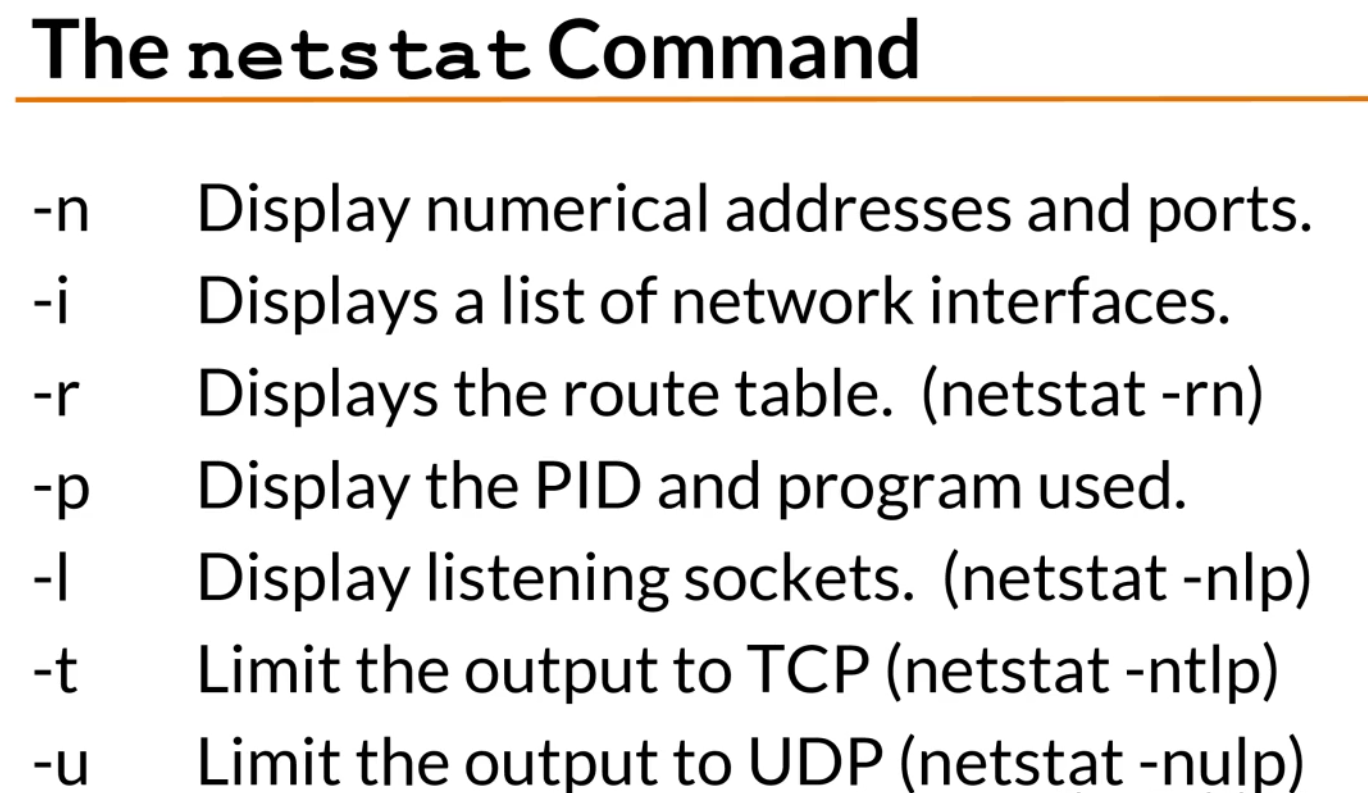 The netstat Command
-n Display numerical addresses and ports.
-i Displays a list of network interfaces.
-r Displays the route table. (netstat -rn)
-p Display the PID and program used.
-l Display listening sockets. (netstat -nlp)
-t Limit the output to TCP (netstat -ntlp)
-u Limit the output to UDP (netstat -nulp)